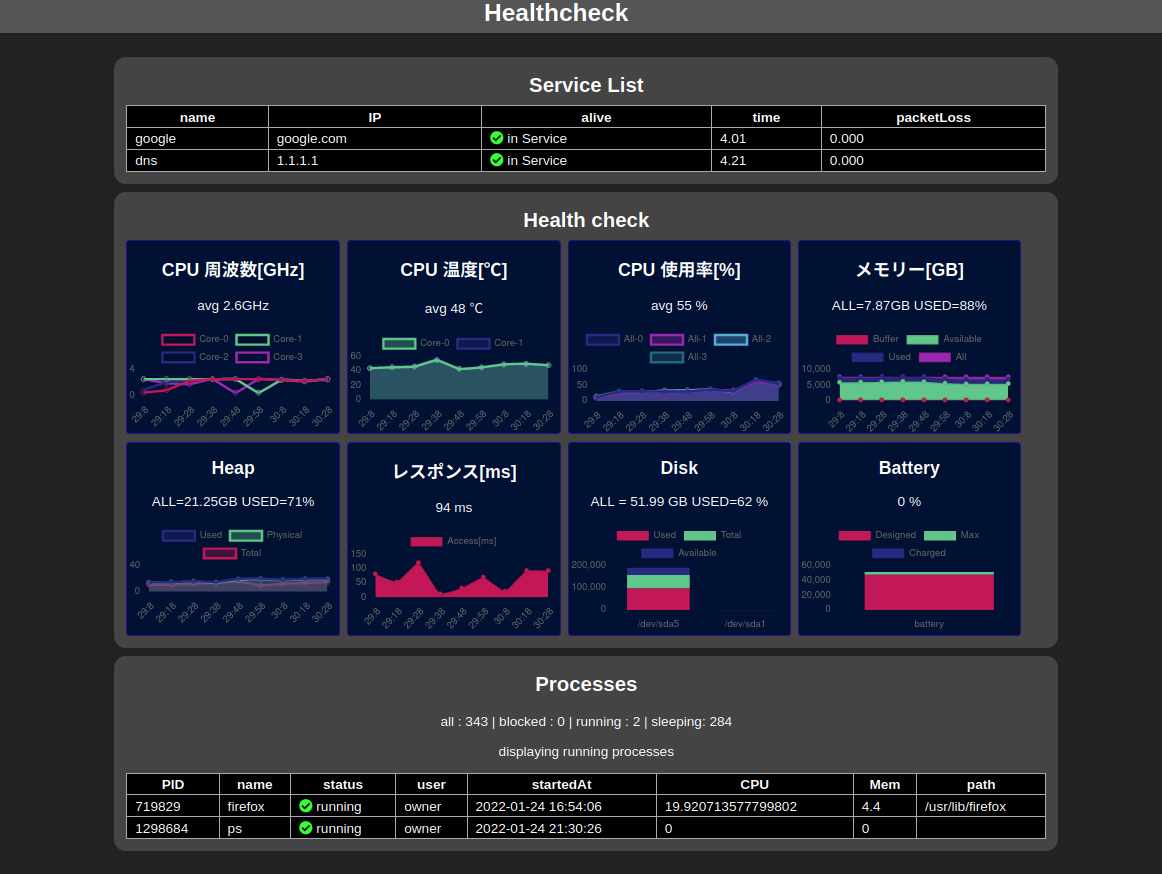 Healthcheck
Service List
name IP alive time packetLoss
google google.com in Service 4.01 0.000
dns 1.1.1.1 in Service 4.21 0.000
Health check
CPU 周波数[GHz]
avg 2.6GHz
Core-0 Core-1
Core-2 Core-3
4
0
29:8 29:18 29:28 29:38 29:48 29:58 30:8 30:18 30:28
CPU 温度[℃]
avg 48 ℃
Core-0 Core-1
60
40
20
0
29:8 29:18 29:28 29:38 29:48 29:58 30:8 30:18 30:28
CPU 使用率[%]
avg 55 %
All-0 All-1 All-2
All-3
100
50
0
29:8 29:18 29:28 29:38 29:48 29:58 30:8 30:18 30:28
メモリー[GB]
ALL=7.87GB USED=88%
Buffer Available
Used All
10,000
5,000
0
29:8 29:18 29:28 29:38 29:48 29:58 30:8 30:18 30:28
Heap
ALL=21.25GB USED=71%
Used Physical
Total
40
0
29:8 29:18 29:28 29:38 29:48 29:58 30:8 30:18 30:28
レスポンス[ms]
94 ms
Access[ms]
150
100
50
0
29:8 29:18 29:28 29:38 29:48 29:58 30:8 30:18 30:28
Disk
ALL = 51.99 GB USED=62 %
Used Total
Available
200,000
100,000
0
/dev/sda5 /dev/sda1
Battery
0 %
Designed Max
Charged
60,000
40,000
20,000
0
battery
Processes
all : 343 | blocked : 0 | running : 2 | sleeping: 284
displaying running processes
PID name status user startedAt CPU Mem path
719829 firefox running owner 2022-01-24 16:54:06 19.920713577799802 4.4 /usr/lib/firefox
1298684 ps running owner 2022-01-24 21:30:26 0 0